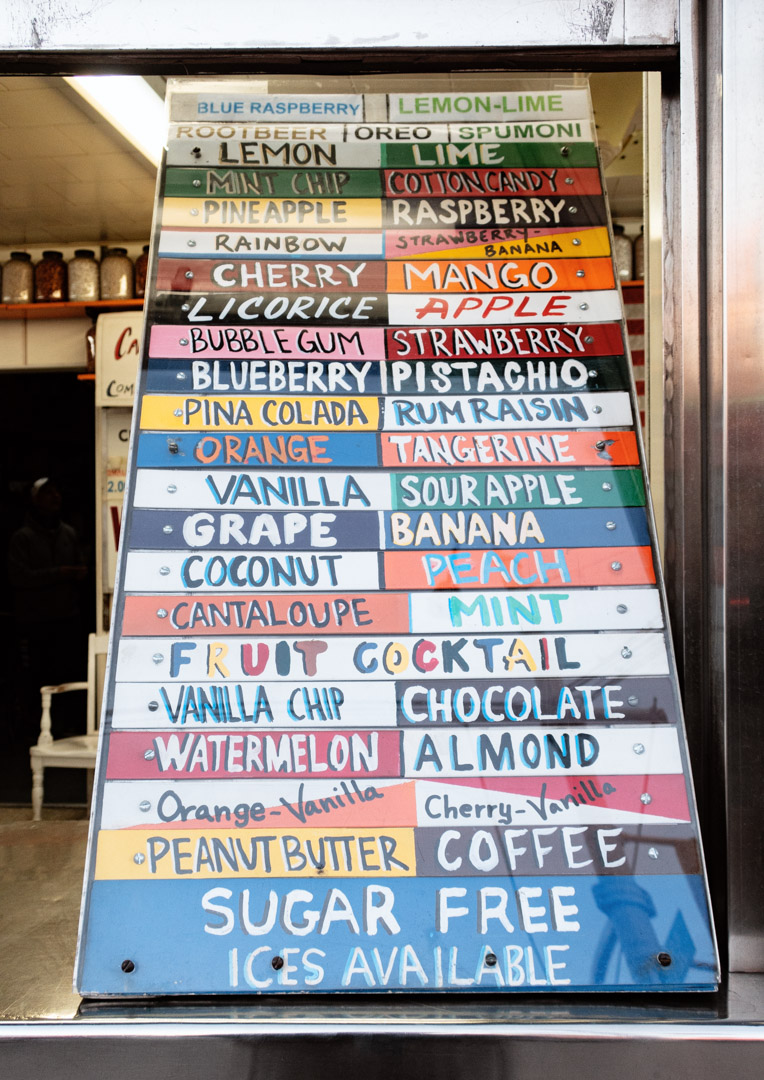 BLUE RASPBERRY LEMON-LIME
ROOTBEER OREO SPUMONI
LEMON LIME
MINT CHIP COTTON CANDY
PINEAPPLE RASPBERRY
RAINBOW STRAWBERRY-
BANANA
CHERRY MANGO
LICORICE APPLE
BUBBLE GUM STRAWBERRY
BLUEBERRY PISTACHIO
PINA COLADA RUM RAISIN
ORANGE TANGERINE
VANILLA SOUR APPLE
GRAPE BANANA
COCONUT PEACH
CANTALOUPE MINT
FRUIT COCKTAIL
VANILLA CHIP CHOCOLATE
WATERMELON ALMOND
Orange-Vanilla Cherry-Vanilla
PEANUT BUTTER COFFEE
SUGAR FREE
ICES AVAILABLE